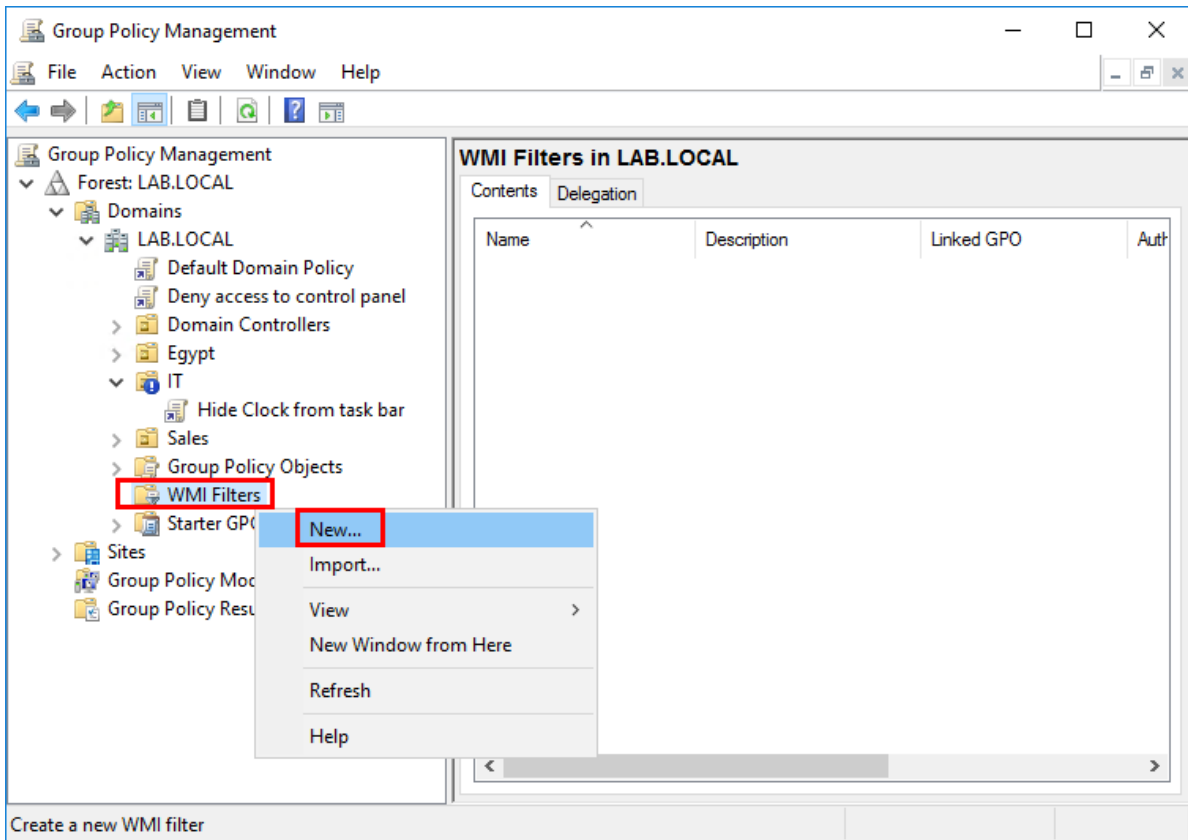 Group Policy Management
File Action View Window Help
Group Policy Management
Forest: LAB.LOCAL
Domains
LAB.LOCAL
Default Domain Policy
Deny access to control panel
Domain Controllers
Egypt
IT
Hide Clock from task bar
Sales
Group Policy Objects
WMI Filters
Starter GPO
Sites
Group Policy Mod
Group Policy Resu
New...
Import...
View
New Window from Here
Refresh
Help
WMI Filters in LAB.LOCAL
Contents Delegation
Name Description Linked GPO Auth
Create a new WMI filter